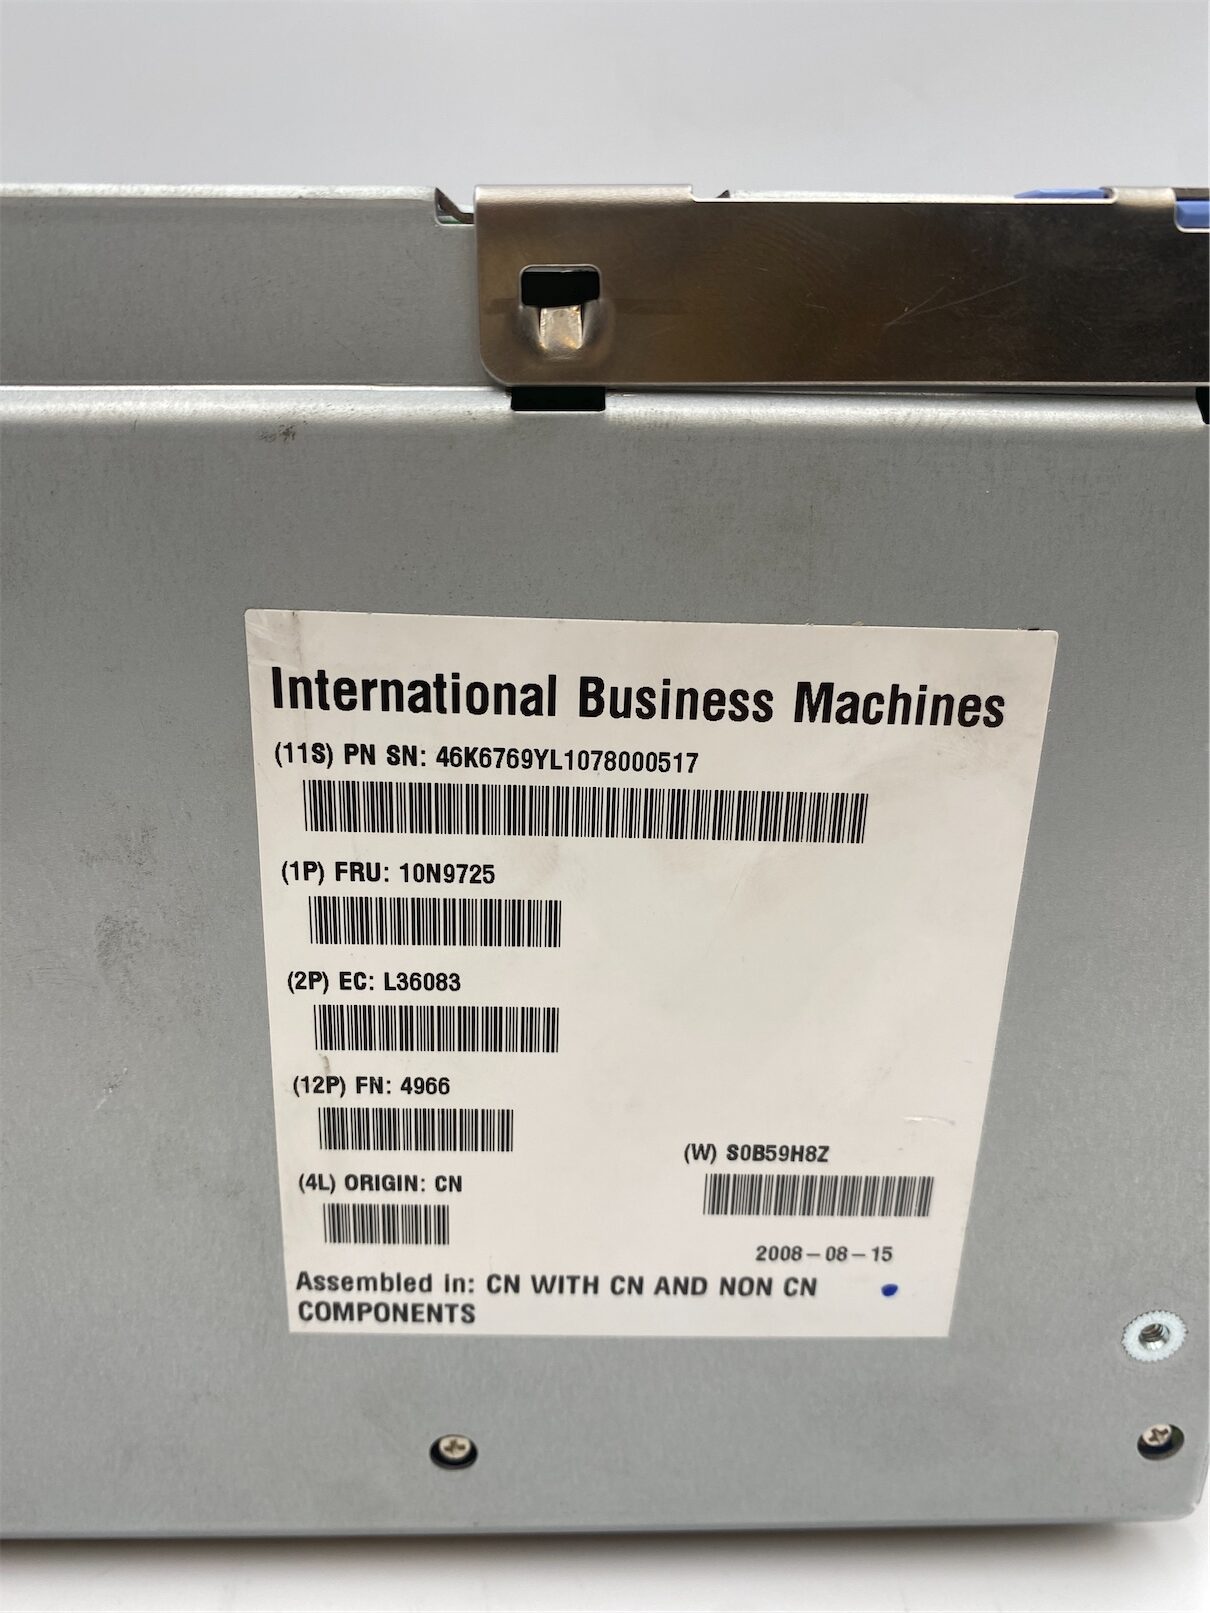 International Business Machines
(11S) PN SN: 46K6769YL1078000517
(1P) FRU: 10N9725
(2P) EC: L36083
(12P) FN: 4966
(W) S0B59H8Z
(4L) ORIGIN: CN
2008-08-15
Assembled in: CN WITH CN AND NON CN
COMPONENTS